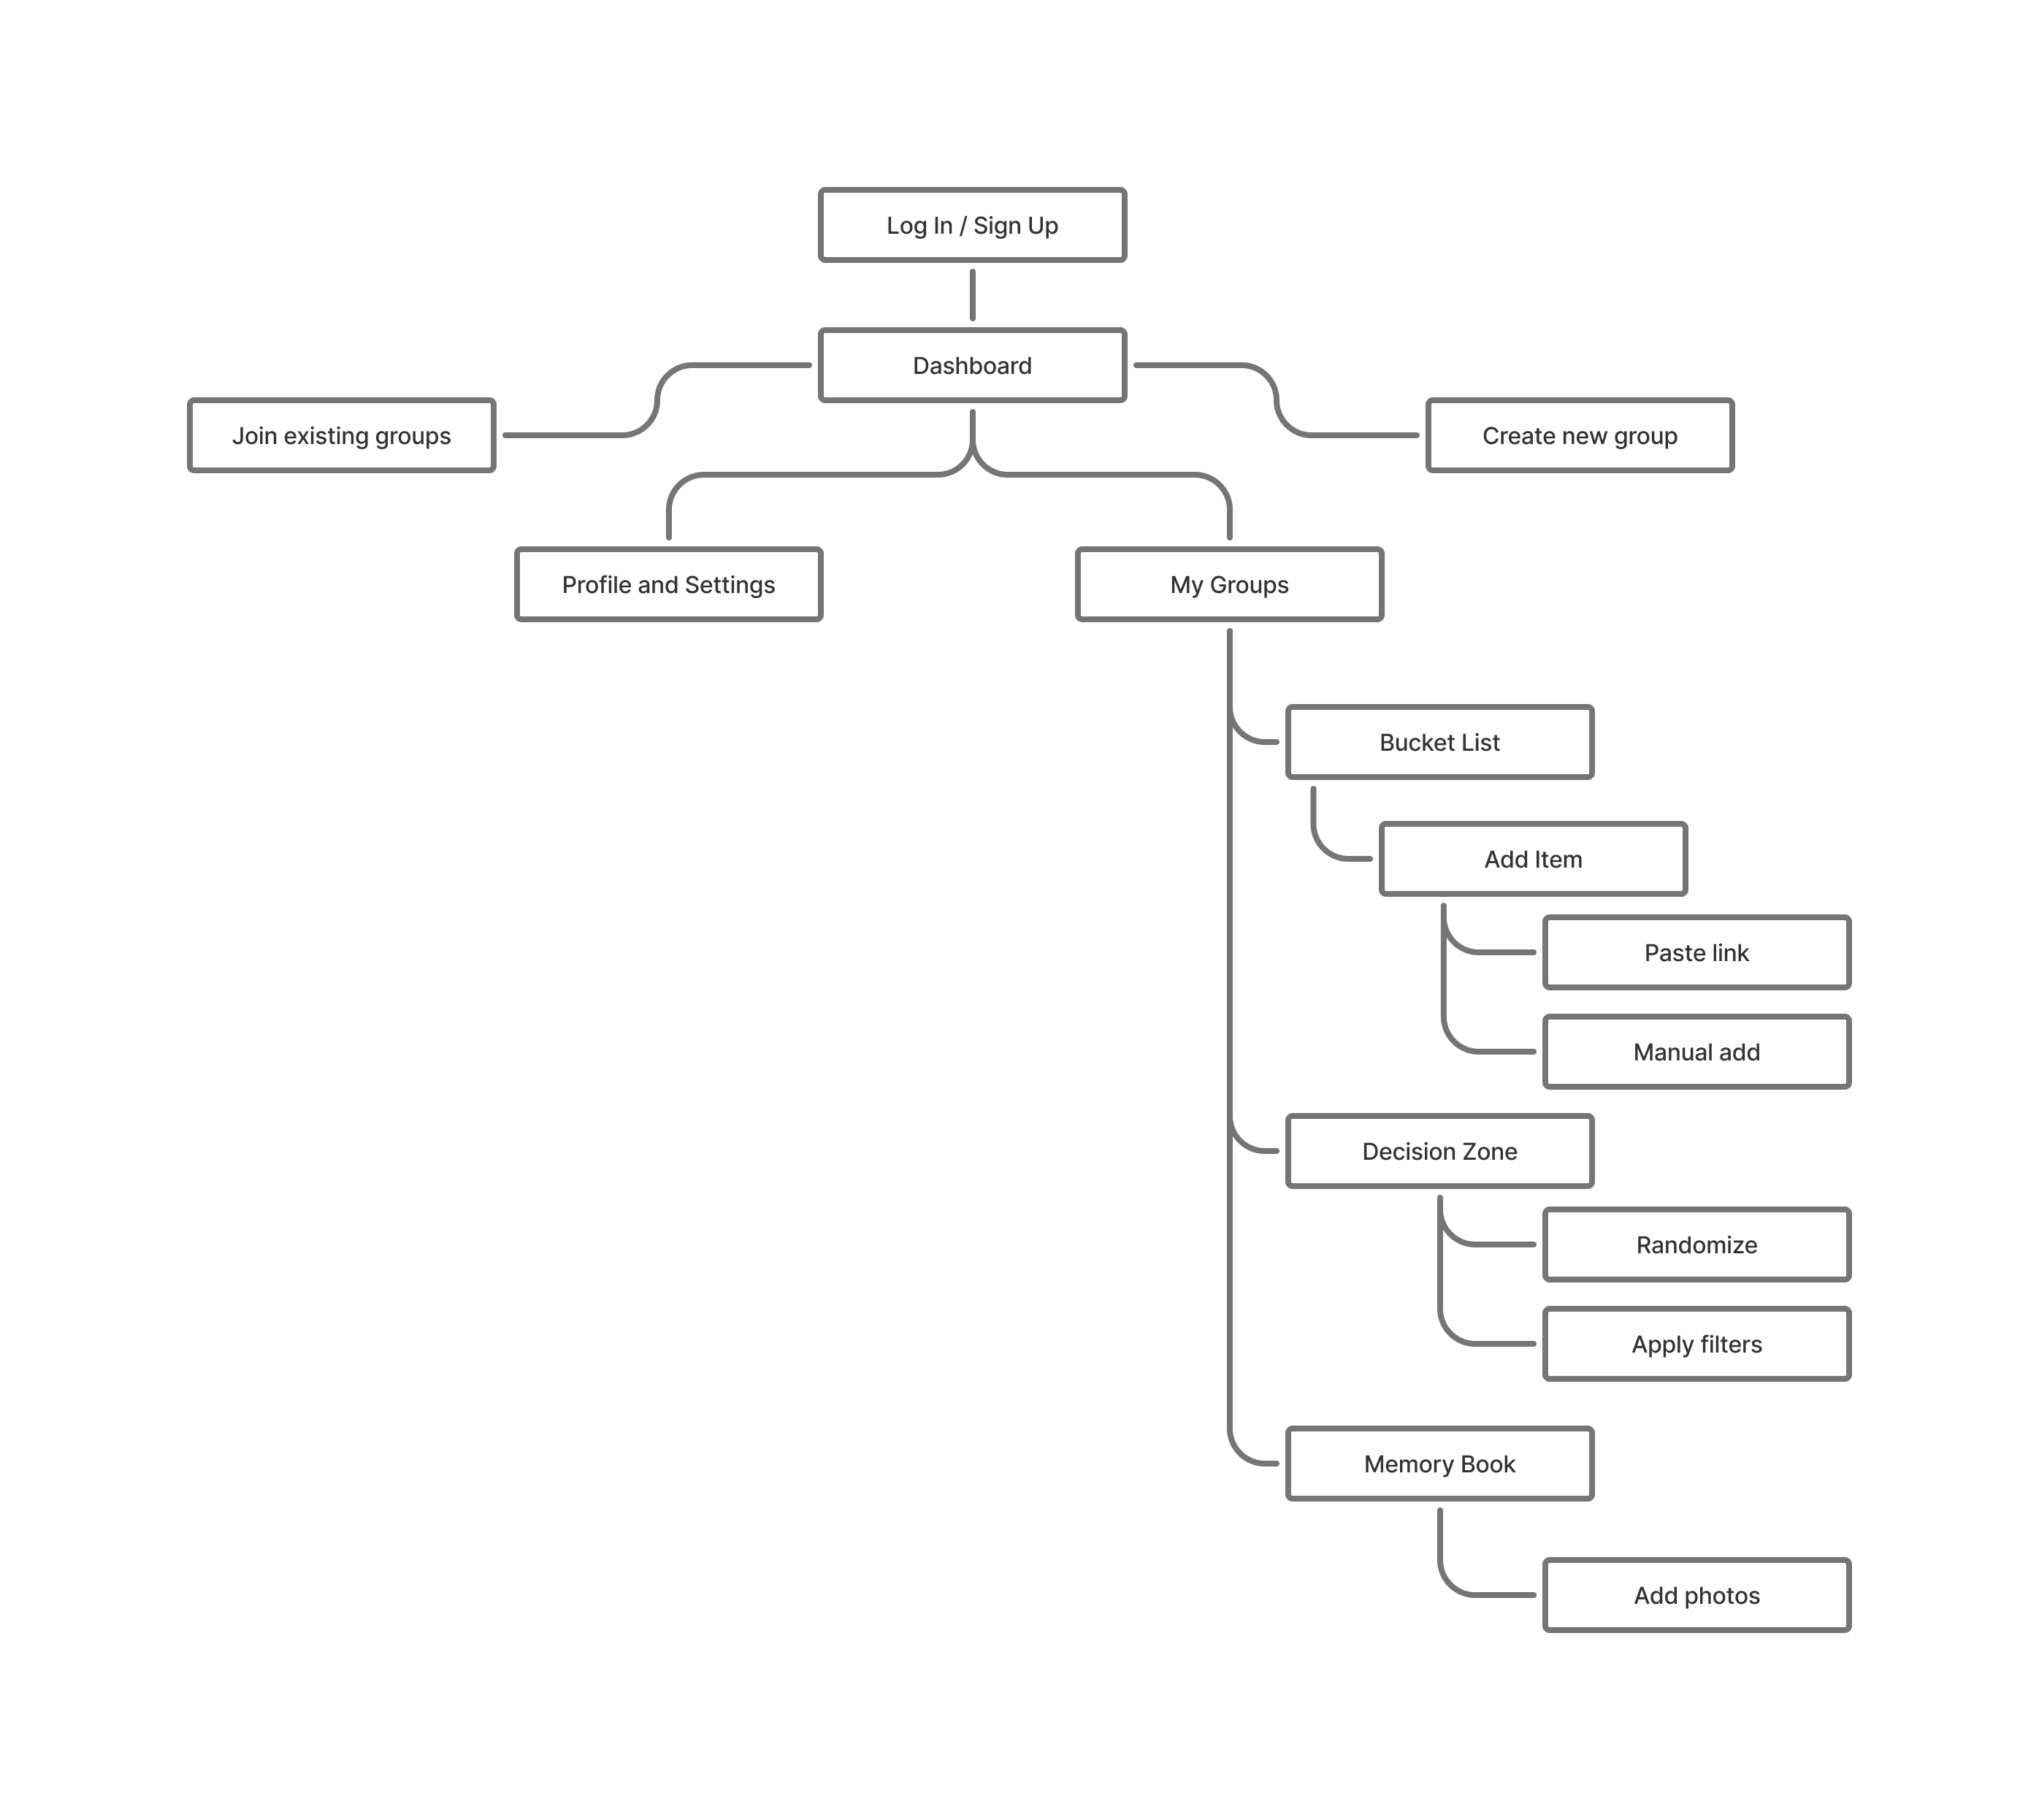 Log In / Sign Up
Dashboard
Join existing groups
Create new group
Profile and Settings
My Groups
Bucket List
Add Item
Paste link
Manual add
Decision Zone
Randomize
Apply filters
Memory Book
Add photos